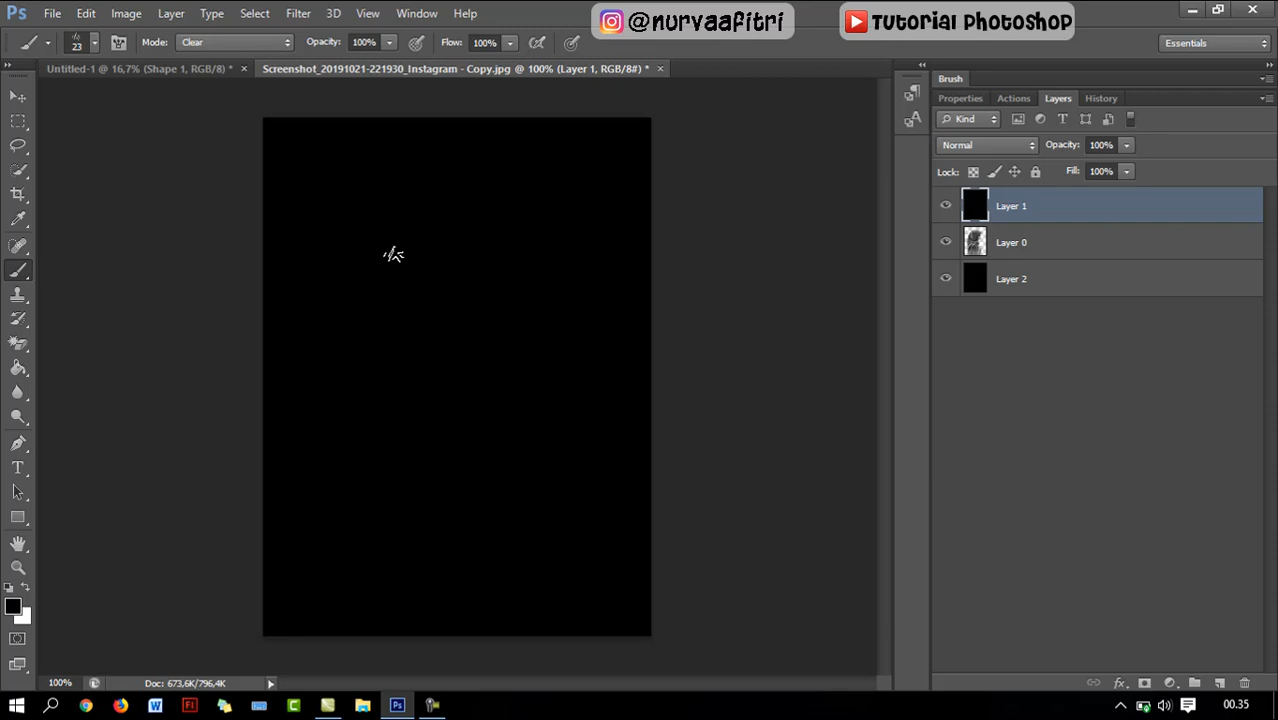 Ps File Edit Image Layer Type Select Filter 3D View Window Help
@nurvaafitri
Tutorial Photoshop
23 Mode: Clear Opacity: 100% Flow: 100% Essentials
Untitled-1 @ 16,7% (Shape 1, RGB/8) * × Screenshot_20191021-221930_Instagram - Copy.jpg @ 100% (Layer 1, RGB/8#) * ×
Brush
Properties Actions Layers History
Kind
Normal Opacity: 100%
Lock: Fill: 100%
Layer 1
Layer 0
Layer 2
100% Doc: 673,6K/796,4K
00.35